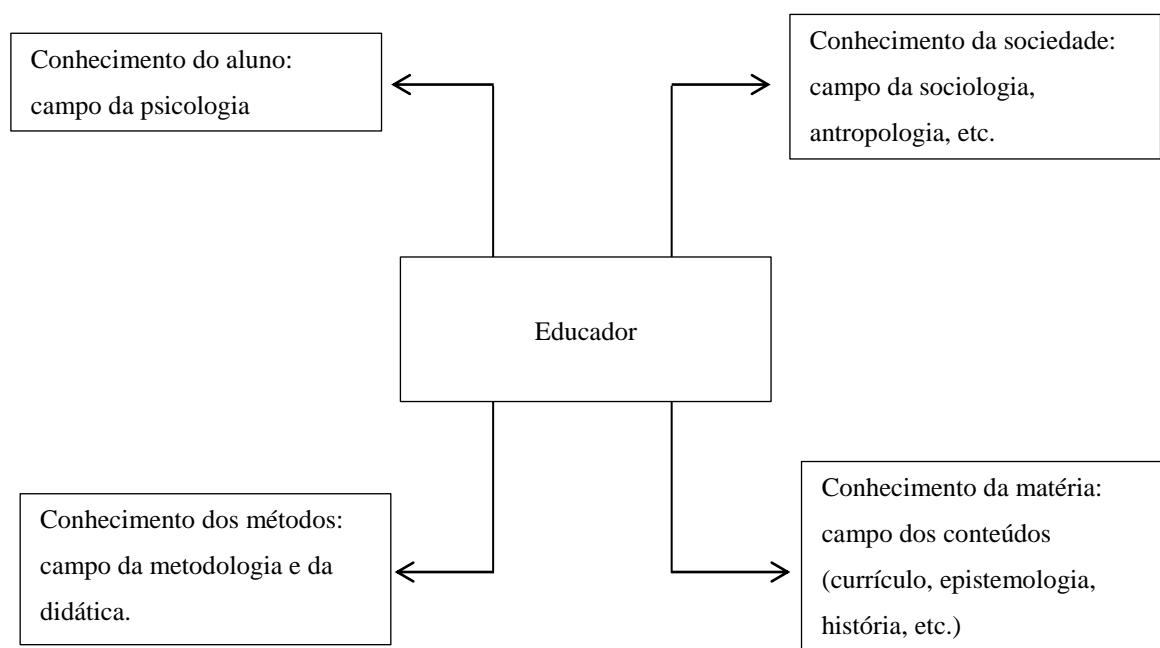 Conhecimento do aluno:
campo da psicologia
Conhecimento da sociedade:
campo da sociologia,
antropologia, etc.
Educador
Conhecimento dos métodos:
campo da metodologia e da
didática.
Conhecimento da matéria:
campo dos conteúdos
(currículo, epistemologia,
história, etc.)